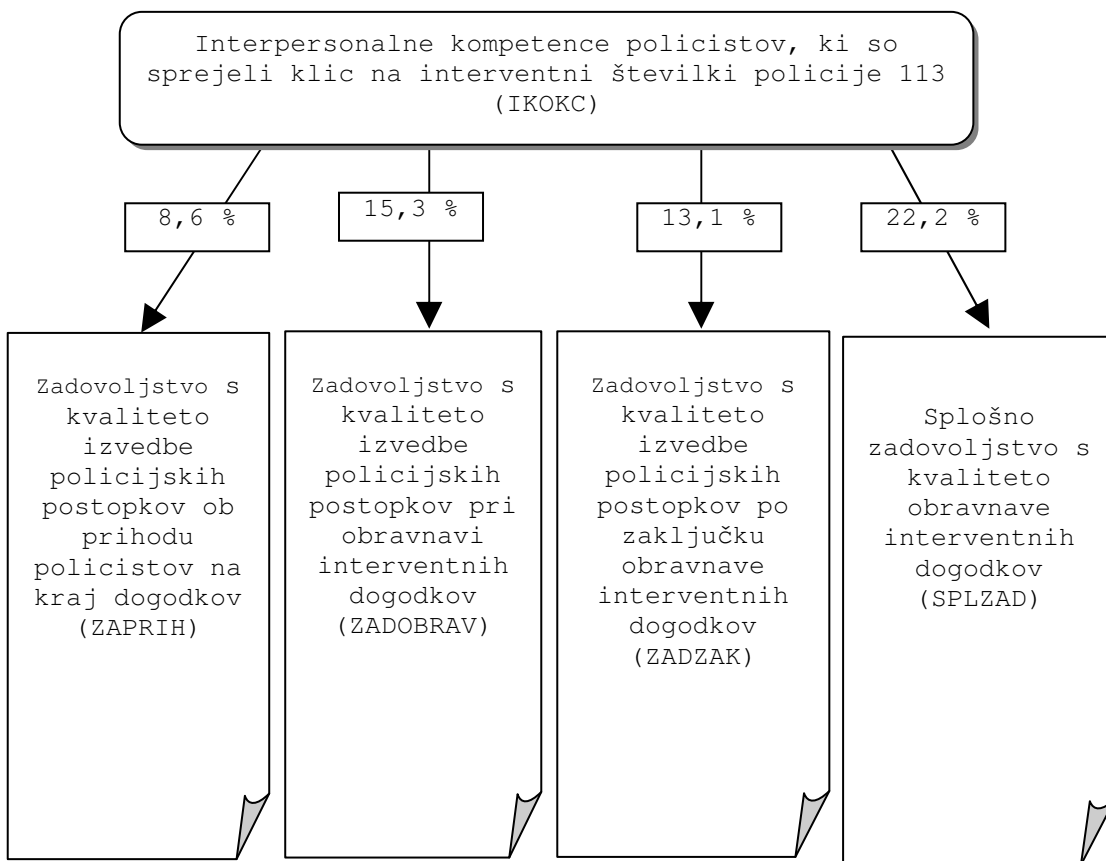 Interpersonalne kompetence policistov, ki so
sprejeli klic na interventni številki policije 113
(IKOKC)
8,6 %
15,3 %
13,1 %
22,2 %
Zadovoljstvo s
kvaliteto
izvedbe
policijskih
postopkov ob
prihodu
policistov na
kraj dogodkov
(ZAPRIH)
Zadovoljstvo s
kvaliteto
izvedbe
policijskih
postopkov pri
obravnavi
interventnih
dogodkov
(ZADOBRAV)
Zadovoljstvo s
kvaliteto
izvedbe
policijskih
postopkov po
zaključku
obravnave
interventnih
dogodkov
(ZADZAK)
Splošno
zadovoljstvo s
kvaliteto
obravnave
interventnih
dogodkov
(SPLZAD)